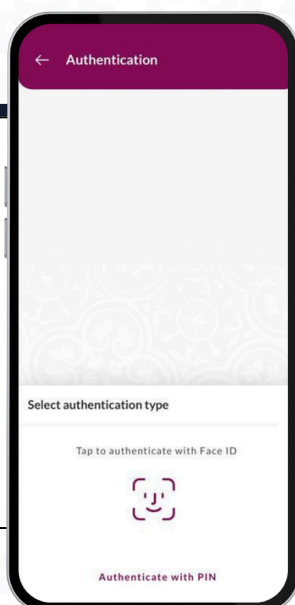 Authentication
Select authentication type
Tap to authenticate with Face ID
Authenticate with PIN